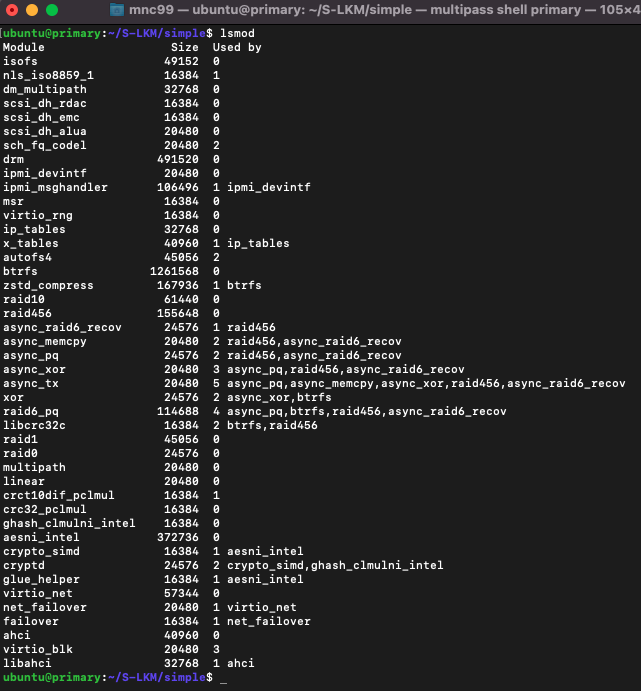 mnc99 — ubuntu@primary: ~/S-LKM/simple — multipass shell primary — 105×4
ubuntu@primary:~/S-LKM/simple$ lsmod
Module                  Size  Used by
isofs                  49152  0
nls_iso8859_1          16384  1
dm_multipath           32768  0
scsi_dh_rdac           16384  0
scsi_dh_emc            16384  0
scsi_dh_alua           20480  0
sch_fq_codel           20480  2
drm                   491520  0
ipmi_devintf           20480  0
ipmi_msghandler       106496  1 ipmi_devintf
msr                    16384  0
virtio_rng             16384  0
ip_tables              32768  0
x_tables               40960  1 ip_tables
autofs4                45056  2
btrfs                1261568  0
zstd_compress         167936  1 btrfs
raid10                 61440  0
raid456               155648  0
async_raid6_recov      24576  1 raid456
async_memcpy           20480  2 raid456,async_raid6_recov
async_pq               24576  2 raid456,async_raid6_recov
async_xor              20480  3 async_pq,raid456,async_raid6_recov
async_tx               20480  5 async_pq,async_memcpy,async_xor,raid456,async_raid6_recov
xor                    24576  2 async_xor,btrfs
raid6_pq              114688  4 async_pq,btrfs,raid456,async_raid6_recov
libcrc32c              16384  2 btrfs,raid456
raid1                  45056  0
raid0                  24576  0
multipath              20480  0
linear                 20480  0
crct10dif_pclmul       16384  1
crc32_pclmul           16384  0
ghash_clmulni_intel    16384  0
aesni_intel           372736  0
crypto_simd            16384  1 aesni_intel
cryptd                 24576  2 crypto_simd,ghash_clmulni_intel
glue_helper            16384  1 aesni_intel
virtio_net             57344  0
net_failover           20480  1 virtio_net
failover               16384  1 net_failover
ahci                   40960  0
virtio_blk             20480  3
libahci                32768  1 ahci
ubuntu@primary:~/S-LKM/simple$ _